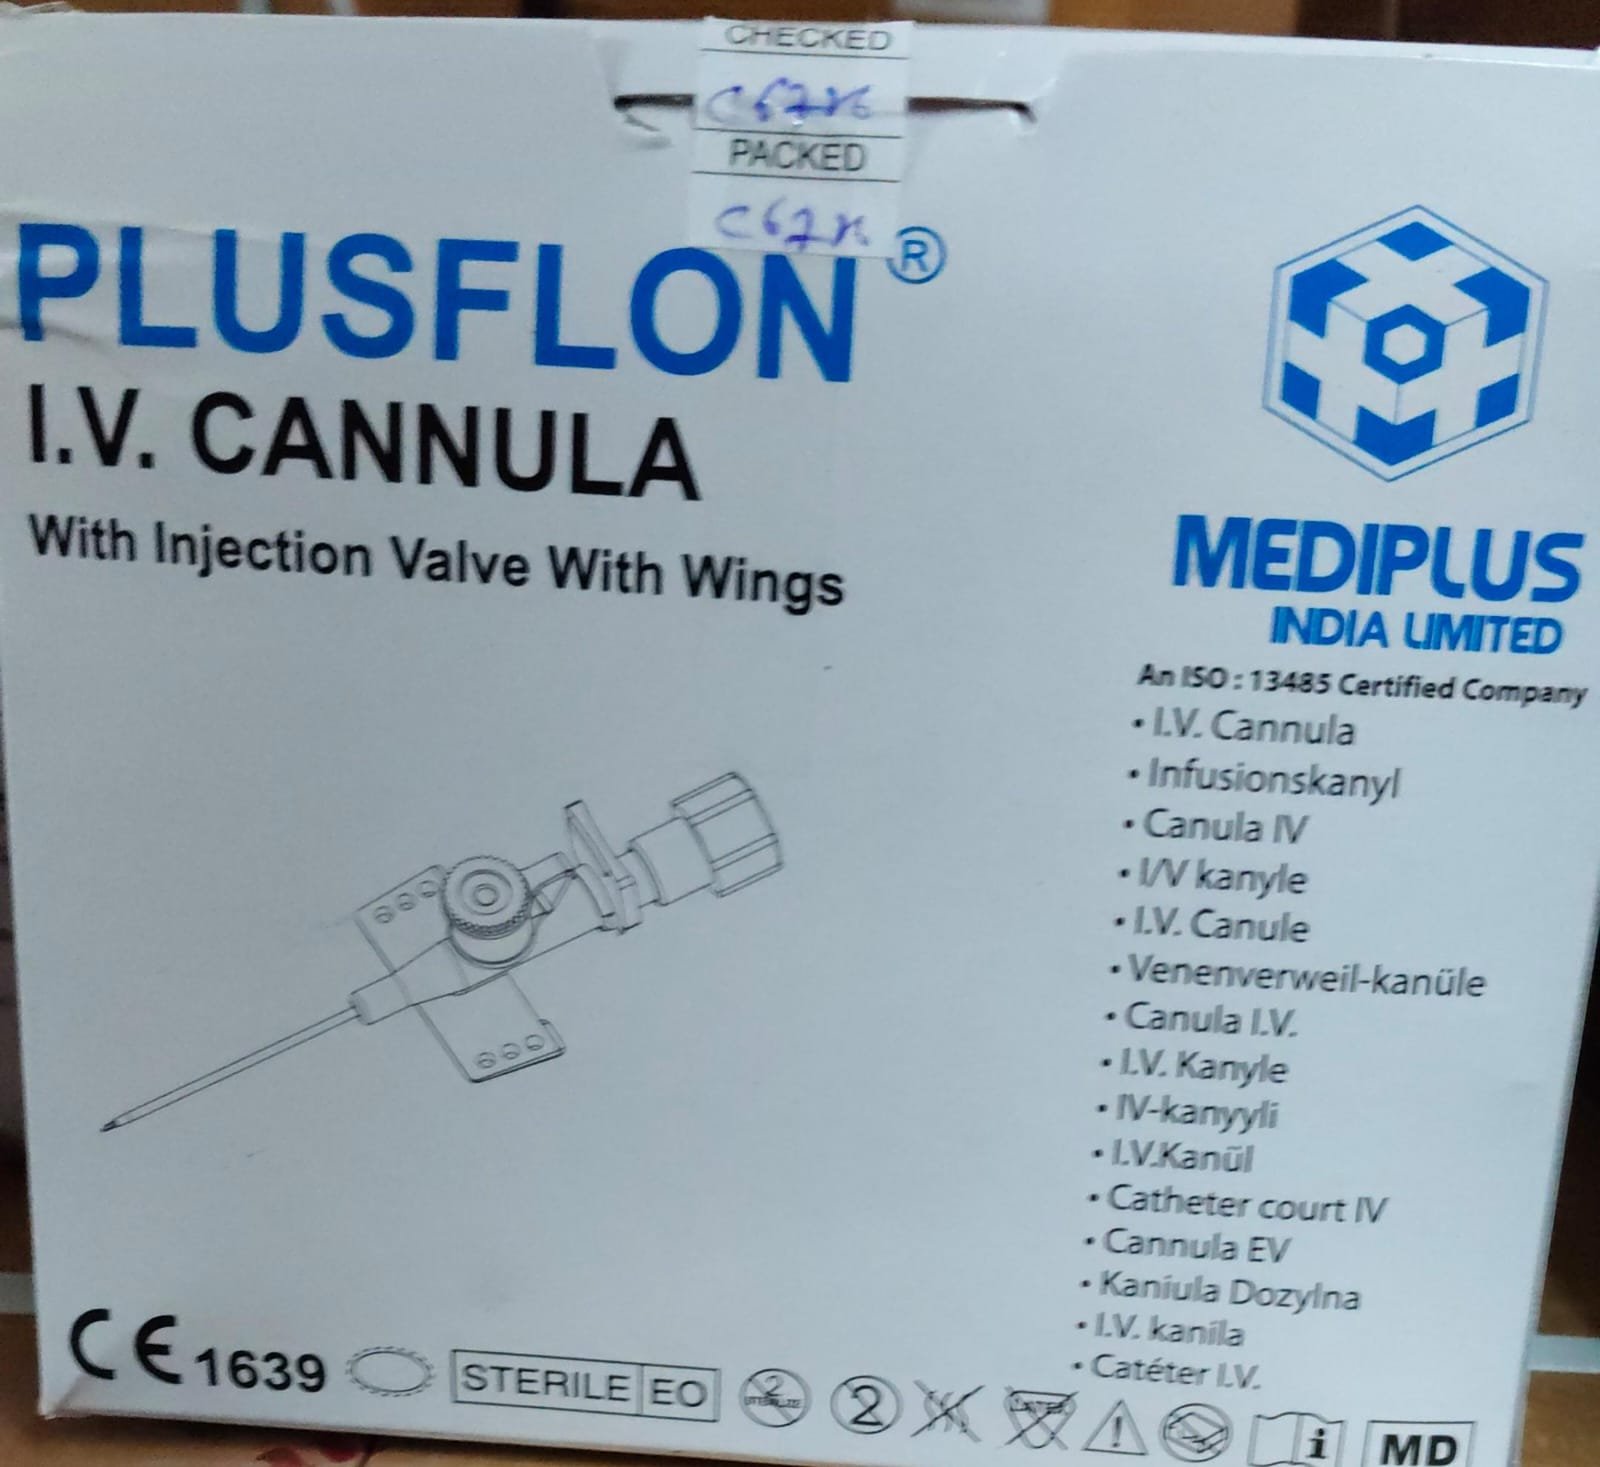 CHECKED
PACKED
PLUSFLON®
I.V. CANNULA
With Injection Valve With Wings
MEDIPLUS
INDIA LIMITED
An ISO : 13485 Certified Company
• I.V. Cannula
• Infusionskanyl
• Canula IV
• I/V kanyle
• I.V. Canule
• Venenverweil-kanüle
• Canula I.V.
• I.V. Kanyle
• IV-kanyyli
• I.V.Kanül
• Catheter court IV
• Cannula EV
• Kaniula Dozylna
• I.V. kanila
• Catéter I.V.
CE 1639
STERILE EO
2
2
LATEX
!
i
MD